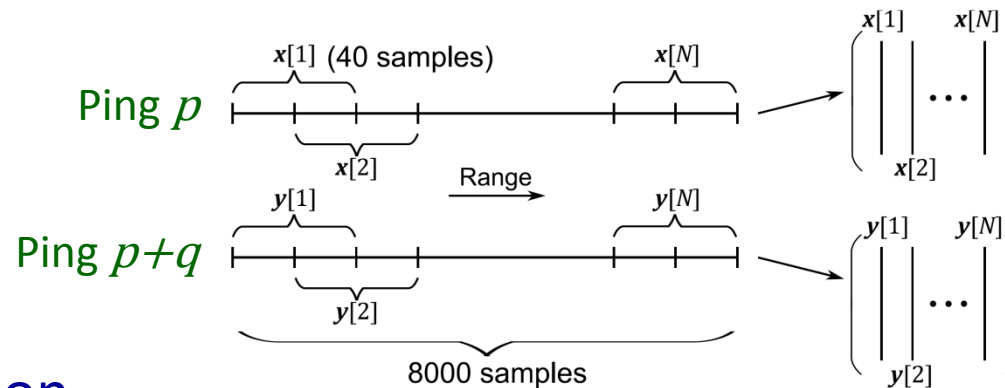 x[1] x[N]
x[1] (40 samples) x[N]
Ping p
x[2] x[2]
Range
y[1] y[N] y[1] y[N]
Ping p+q
y[2]
8000 samples y[2]